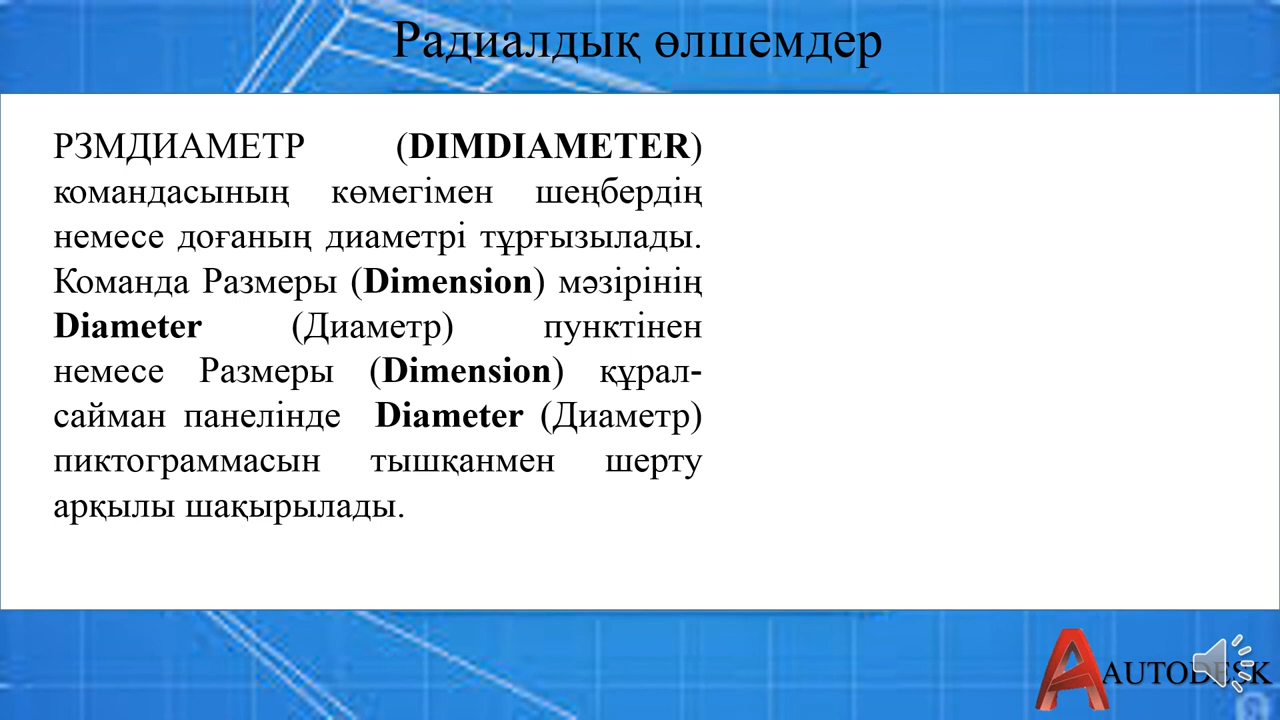 Радиалдық өлшемдер
РЗМДИАМЕТР (DIMDIAMETER)
командасының көмегімен шеңбердің
немесе доғаның диаметрі тұрғызылады.
Команда Размеры (Dimension) мәзірінің
Diameter (Диаметр) пунктінен
немесе Размеры (Dimension) құрал-
сайман панелінде Diameter (Диаметр)
пиктограммасын тышқанмен шерту
арқылы шақырылады.
AUTODESK